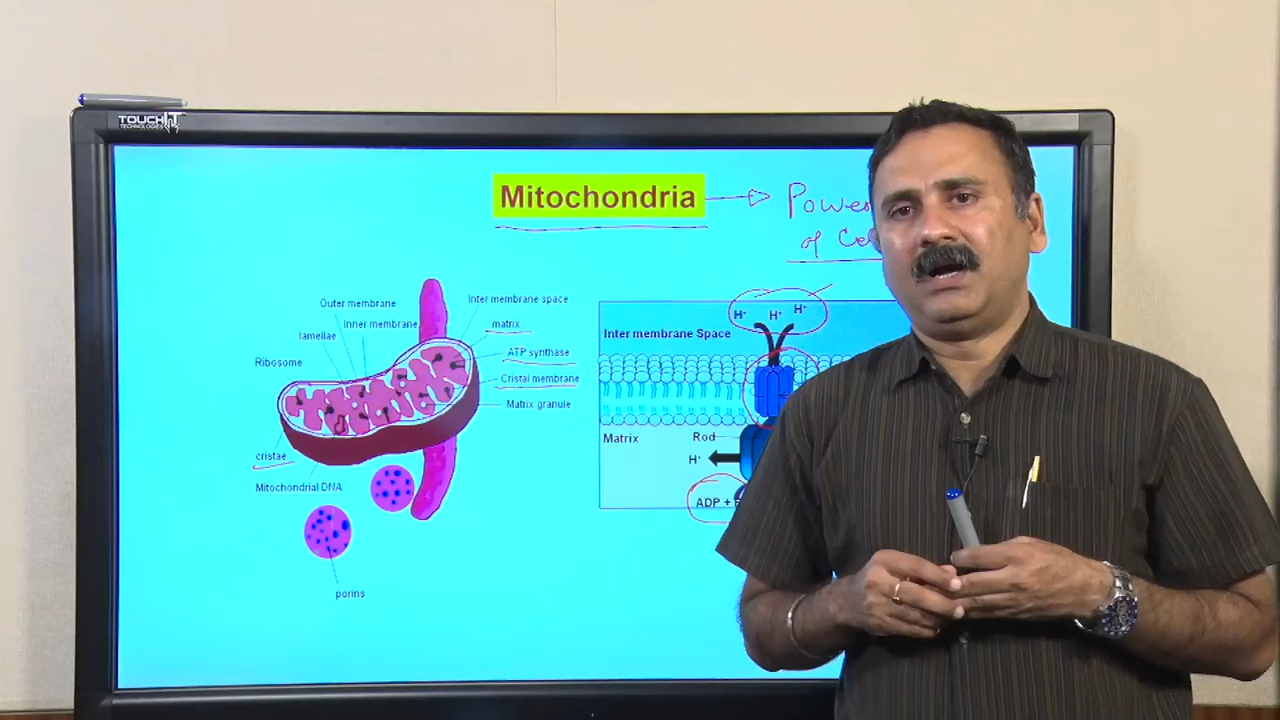 TOUCHIT
TECHNOLOGIES
Mitochondria
Power
of Cel
Outer membrane
Inner membrane
lamellae
Ribosome
Inter membrane space
matrix
ATP synthase
Cristal membrane
Matrix granule
cristae
Mitochondrial DNA
porins
H⁺ H⁺ H⁺
Inter membrane Space
Matrix
Rod
H⁺
ADP +